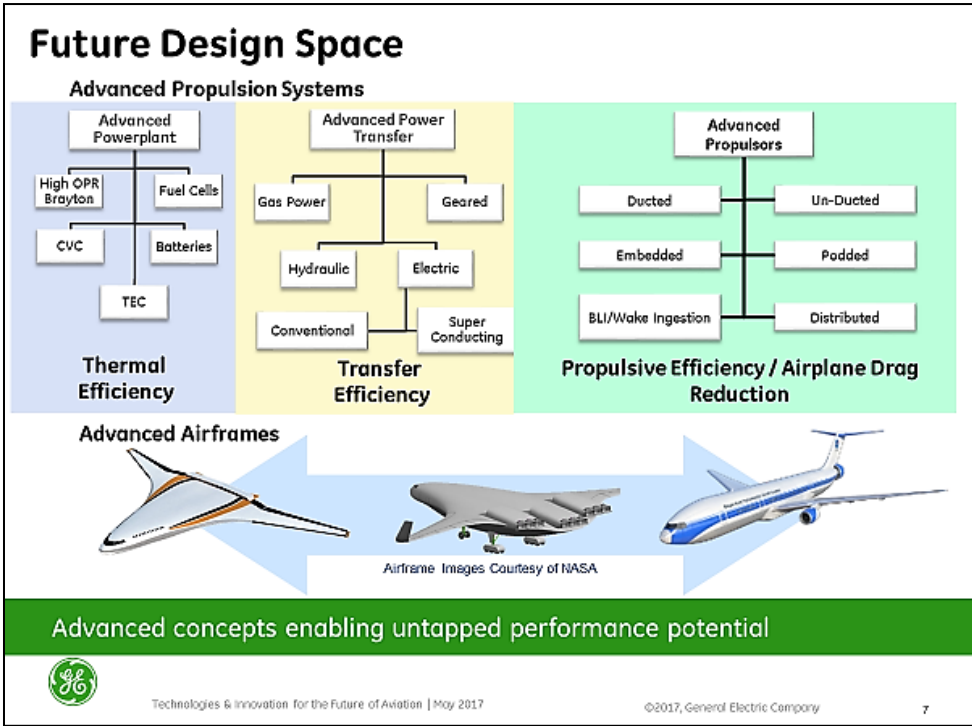 Future Design Space
Advanced Propulsion Systems
Advanced
Powerplant
High OPR
Brayton
Fuel Cells
CVC
Batteries
TEC
Thermal
Efficiency
Advanced Power
Transfer
Gas Power
Geared
Hydraulic
Electric
Conventional
Super
Conducting
Transfer
Efficiency
Advanced
Propulsors
Ducted
Un-Ducted
Embedded
Podded
BLI/Wake Ingestion
Distributed
Propulsive Efficiency / Airplane Drag
Reduction
Advanced Airframes
Airframe Images Courtesy of NASA
Advanced concepts enabling untapped performance potential
GE
Technologies & Innovation for the Future of Aviation | May 2017
©2017, General Electric Company
7